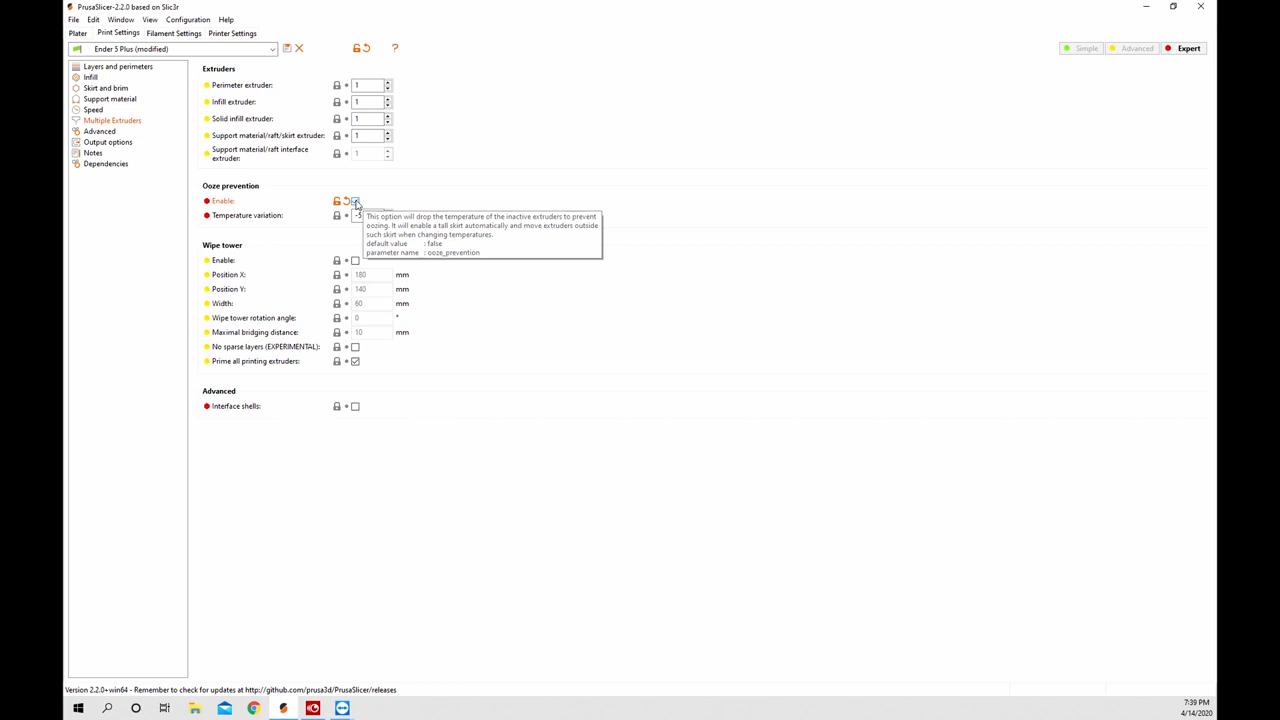 PrusaSlicer-2.2.0 based on Slic3r
File Edit Window View Configuration Help
Plater Print Settings Filament Settings Printer Settings
Ender 5 Plus (modified)
?
Simple Advanced Expert
Layers and perimeters
Infill
Skirt and brim
Support material
Speed
Multiple Extruders
Advanced
Output options
Notes
Dependencies
Extruders
Perimeter extruder: 1
Infill extruder: 1
Solid infill extruder: 1
Support material/raft/skirt extruder: 1
Support material/raft interface
extruder: 1
Ooze prevention
Enable:
Temperature variation: -5
This option will drop the temperature of the inactive extruders to prevent
oozing. It will enable a tall skirt automatically and move extruders outside
such skirt when changing temperatures.
default value : false
parameter name : ooze_prevention
Wipe tower
Enable:
Position X: 180 mm
Position Y: 140 mm
Width: 60 mm
Wipe tower rotation angle: 0 °
Maximal bridging distance: 10 mm
No sparse layers (EXPERIMENTAL):
Prime all printing extruders:
Advanced
Interface shells:
Version 2.2.0+win64 - Remember to check for updates at http://github.com/prusa3d/PrusaSlicer/releases
7:39 PM
4/14/2020